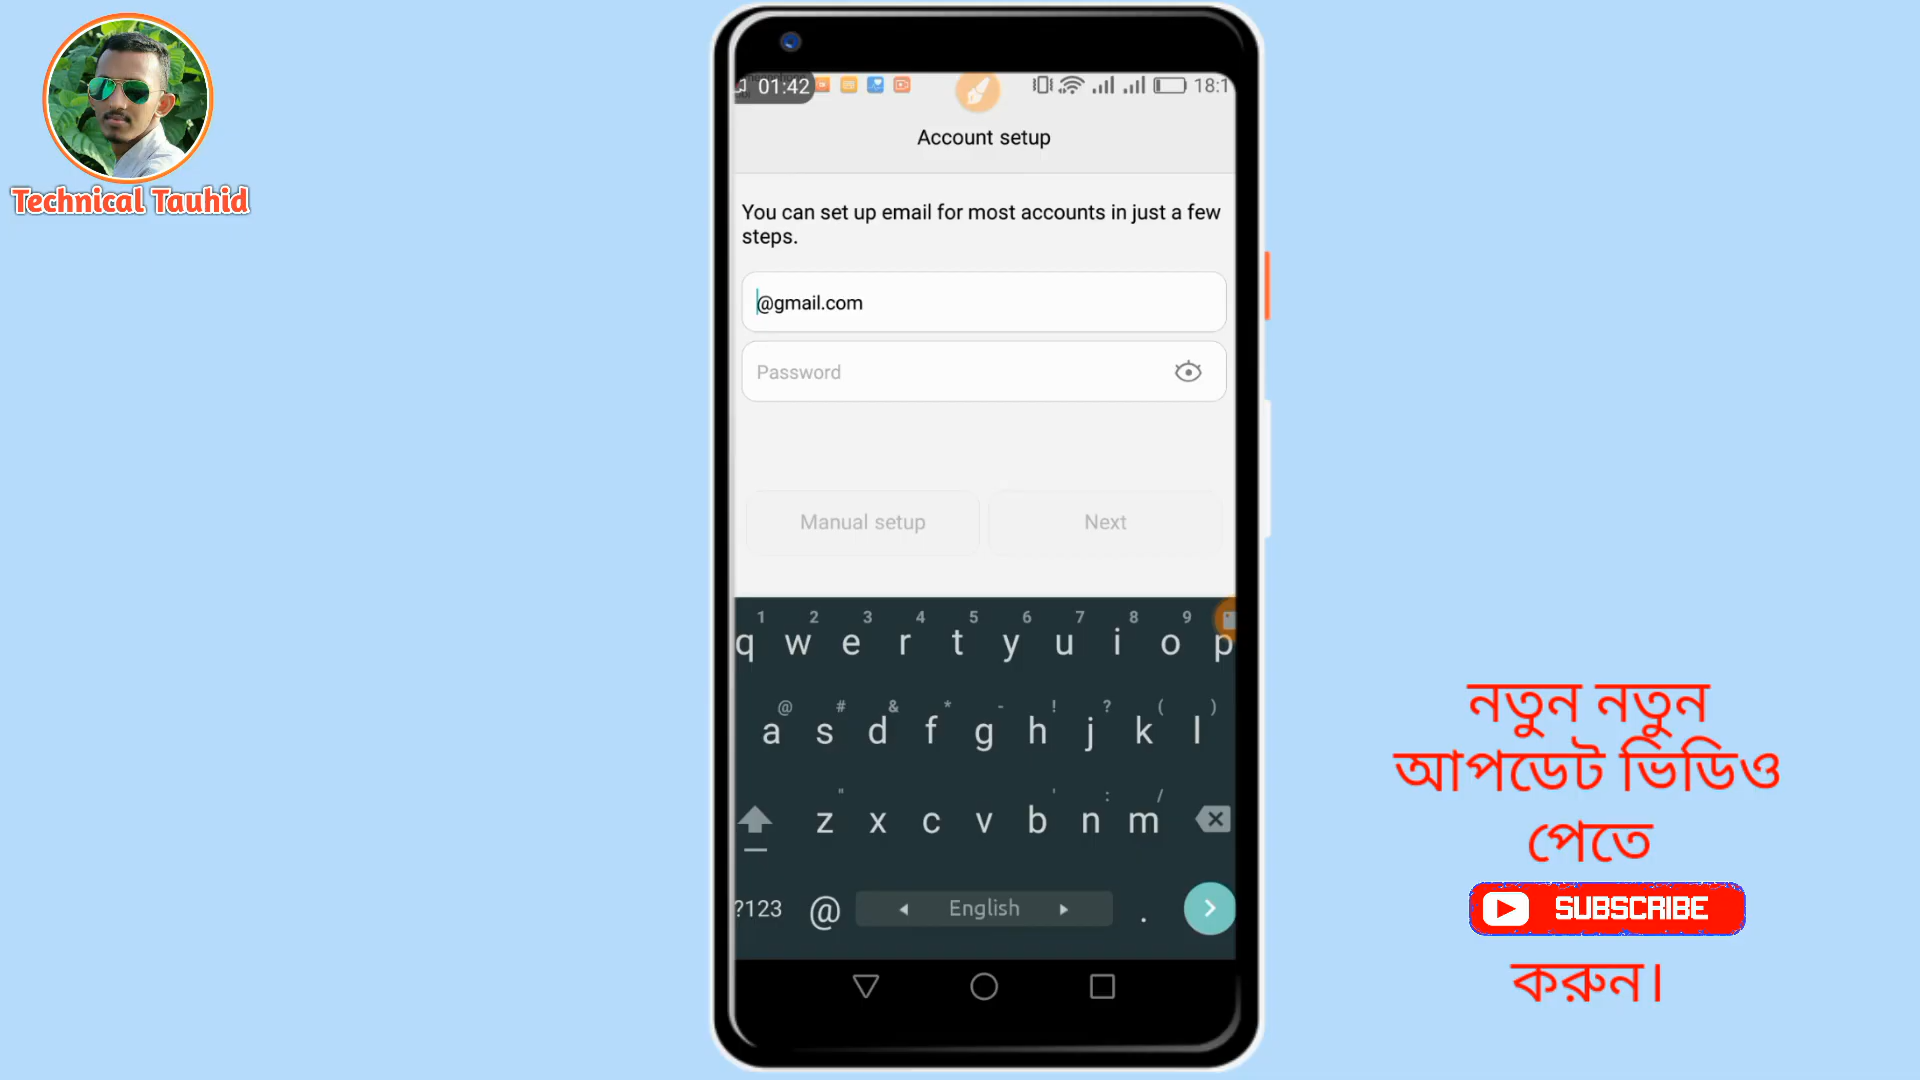 Technical Tauhid
01:42
18:1
Account setup
You can set up email for most accounts in just a few
steps.
@gmail.com
Password
Manual setup
Next
1 2 3 4 5 6 7 8 9
q w e r t y u i o p
@ # & * - ! ? ( )
a s d f g h j k l
" ' : /
z x c v b n m
?123 @ English .
নতুন নতুন
আপডেট ভিডিও
পেতে
SUBSCRIBE
করুন।